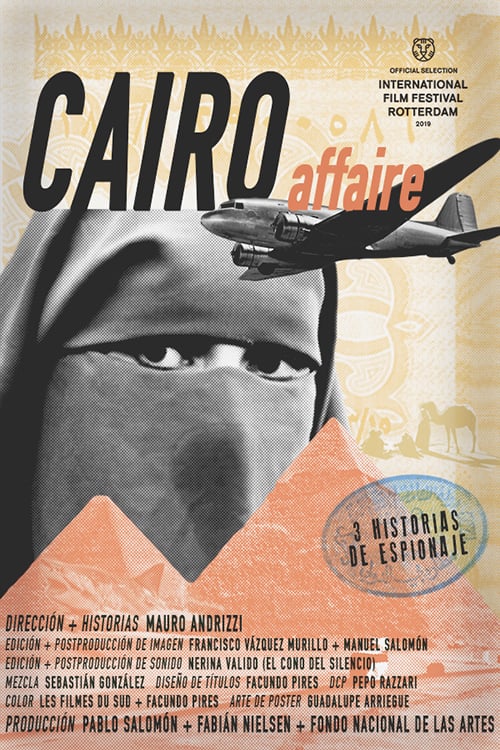 OFFICIAL SELECTION
INTERNATIONAL
FILM FESTIVAL
ROTTERDAM
2019
CAIRO
affaire
3 HISTORIAS
DE ESPIONAJE
DIRECCIÓN + HISTORIAS MAURO ANDRIZZI
EDICIÓN + POSTPRODUCCIÓN DE IMAGEN FRANCISCO VÁZQUEZ MURILLO + MANUEL SALOMÓN
EDICIÓN + POSTPRODUCCIÓN DE SONIDO NERINA VALIDO (EL CONO DEL SILENCIO)
MEZCLA SEBASTIÁN GONZÁLEZ DISEÑO DE TÍTULOS FACUNDO PIRES DCP PEPO RAZZARI
COLOR LES FILMES DU SUD + FACUNDO PIRES ARTE DE POSTER GUADALUPE ARRIEGUE
PRODUCCIÓN PABLO SALOMÓN + FABIÁN NIELSEN + FONDO NACIONAL DE LAS ARTES